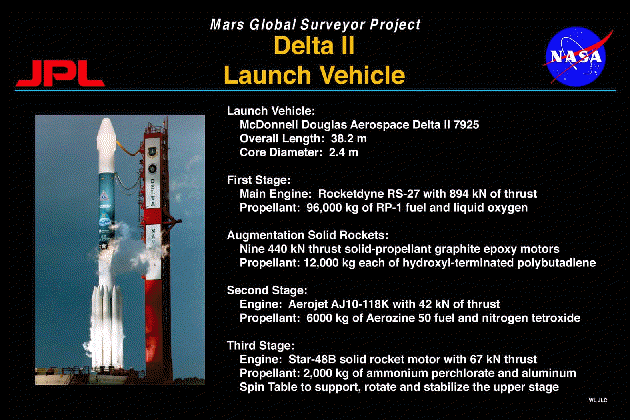 Mars Global Surveyor Project
Delta II
Launch Vehicle
JPL
NASA
Launch Vehicle:
McDonnell Douglas Aerospace Delta II 7925
Overall Length: 38.2 m
Core Diameter: 2.4 m
First Stage:
Main Engine: Rocketdyne RS-27 with 894 kN of thrust
Propellant: 96,000 kg of RP-1 fuel and liquid oxygen
Augmentation Solid Rockets:
Nine 440 kN thrust solid-propellant graphite epoxy motors
Propellant: 12,000 kg each of hydroxyl-terminated polybutadiene
Second Stage:
Engine: Aerojet AJ10-118K with 42 kN of thrust
Propellant: 6000 kg of Aerozine 50 fuel and nitrogen tetroxide
Third Stage:
Engine: Star-48B solid rocket motor with 67 kN thrust
Propellant: 2,000 kg of ammonium perchlorate and aluminum
Spin Table to support, rotate and stabilize the upper stage